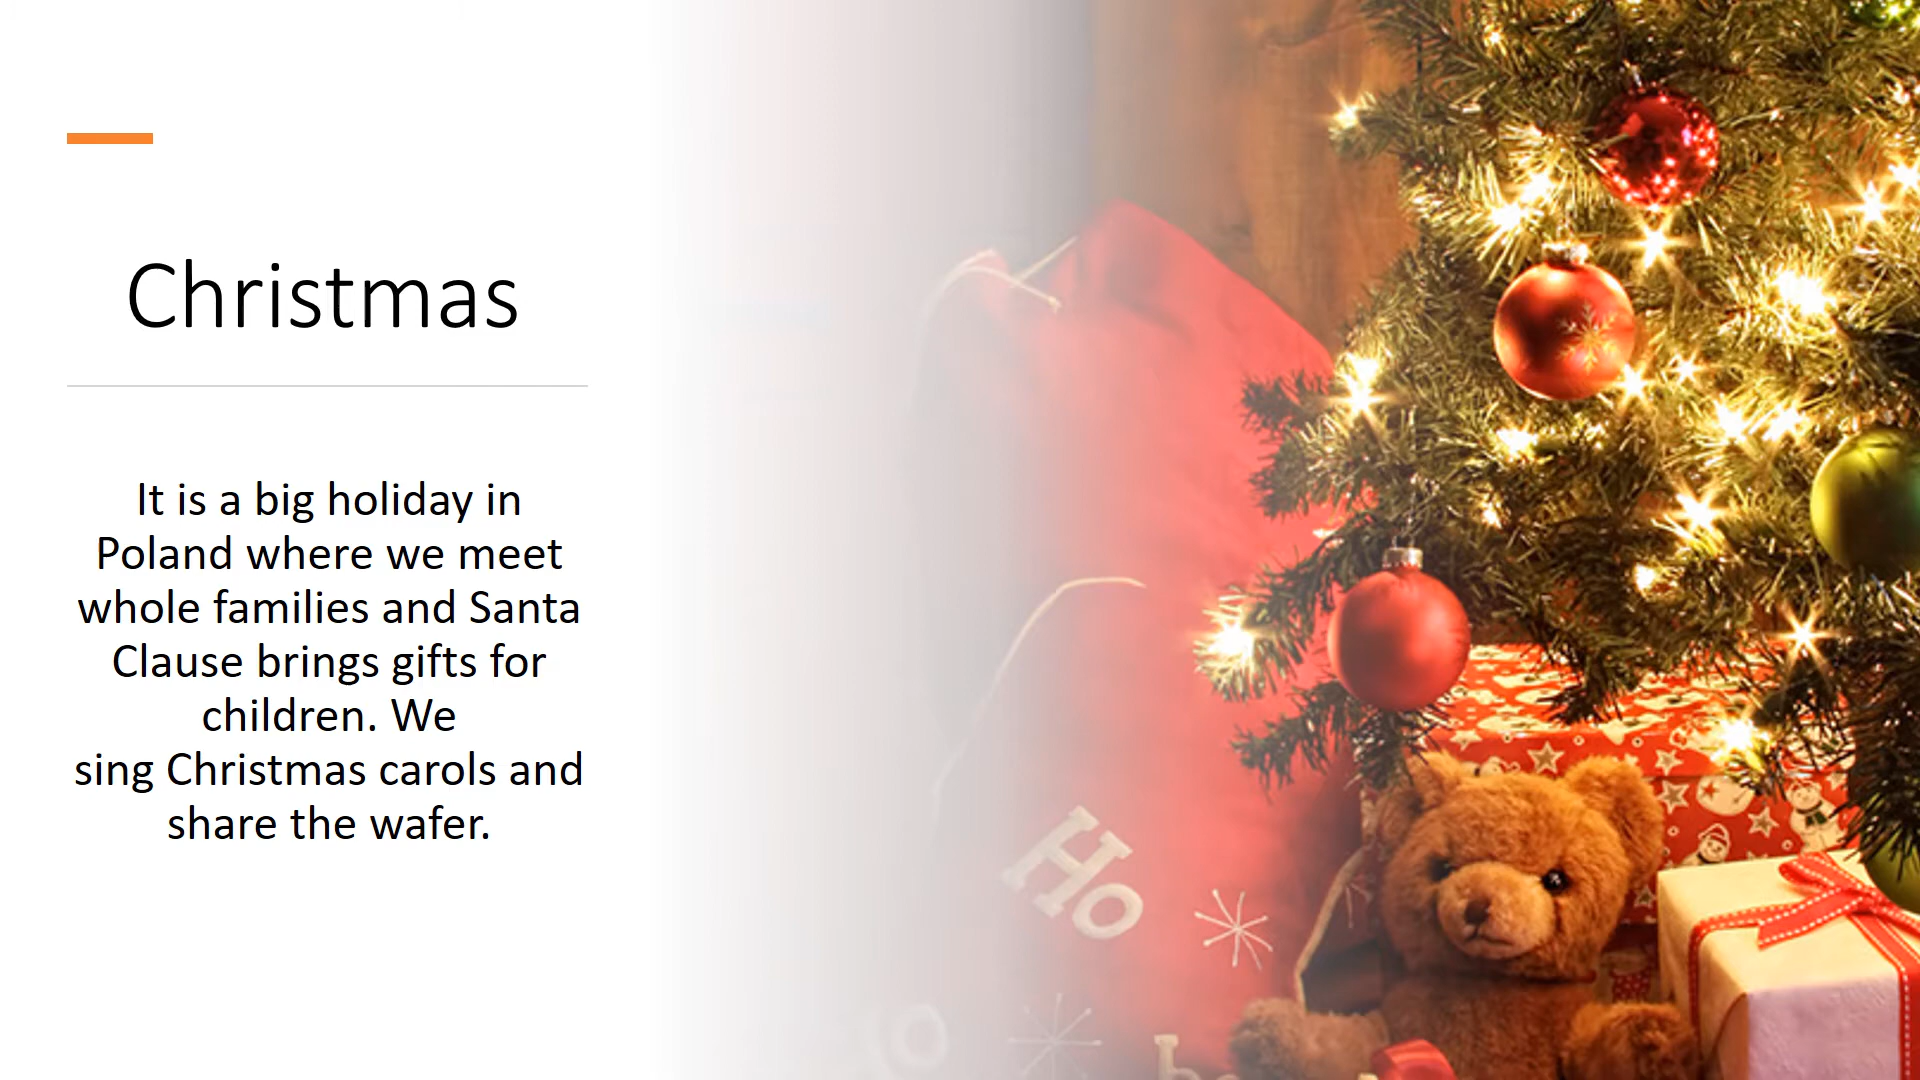 Christmas
It is a big holiday in
Poland where we meet
whole families and Santa
Clause brings gifts for
children. We
sing Christmas carols and
share the wafer.
Ho
o